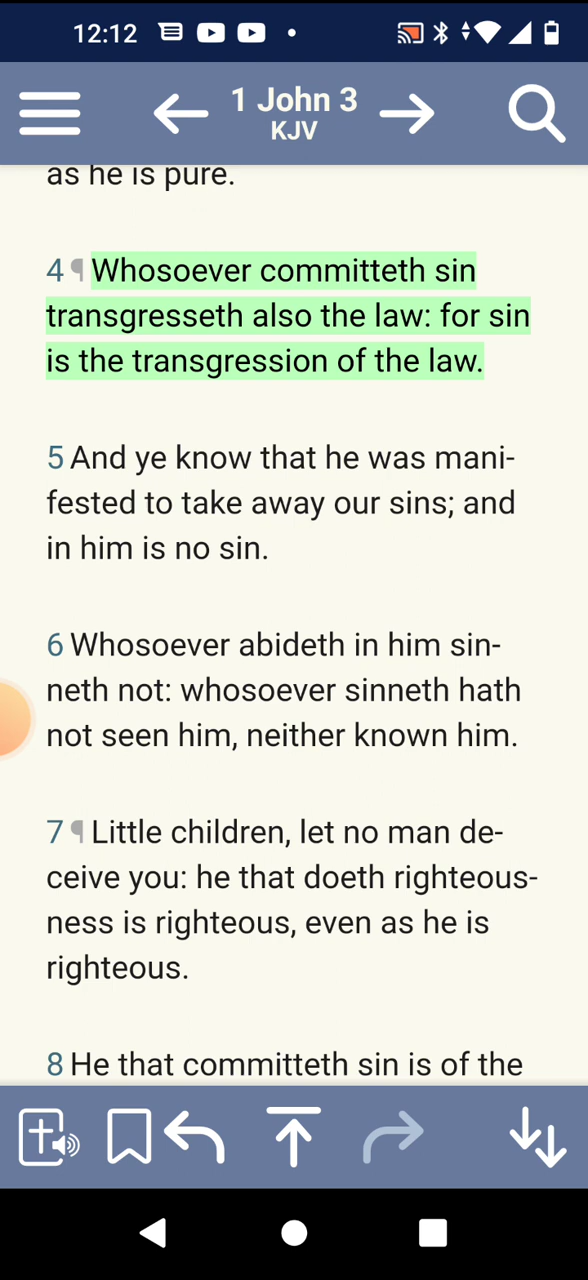 12:12
1 John 3
KJV
as he is pure.
4 ¶ Whosoever committeth sin
transgresseth also the law: for sin
is the transgression of the law.
5 And ye know that he was mani-
fested to take away our sins; and
in him is no sin.
6 Whosoever abideth in him sin-
neth not: whosoever sinneth hath
not seen him, neither known him.
7 ¶ Little children, let no man de-
ceive you: he that doeth righteous-
ness is righteous, even as he is
righteous.
8 He that committeth sin is of the